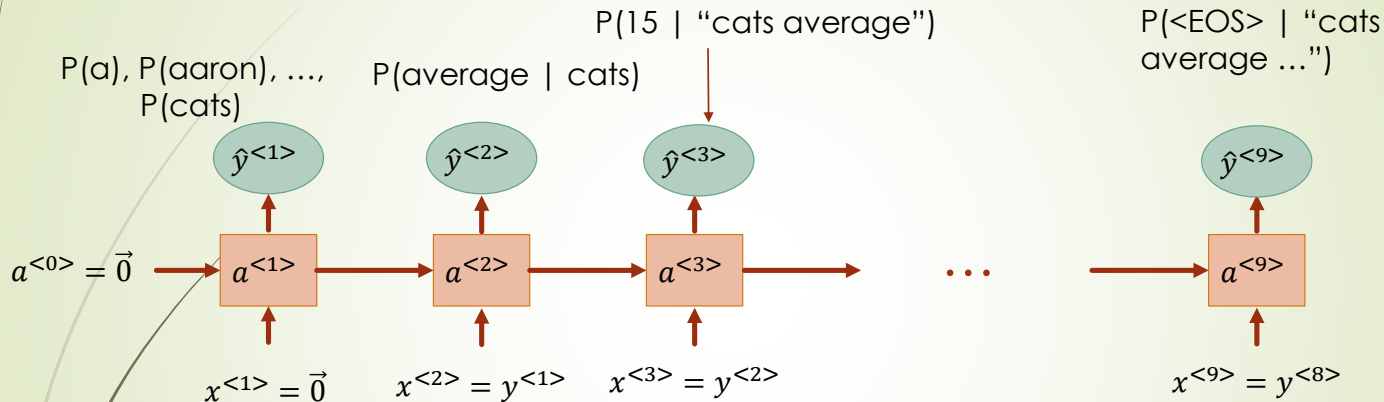 P(15 | “cats average”)
P(<EOS> | “cats
average …”)
P(a), P(aaron), …,
P(cats)
P(average | cats)
ŷ<1>
ŷ<2>
ŷ<3>
ŷ<9>
a<0> = 0⃗
a<1>
a<2>
a<3>
...
a<9>
x<1> = 0⃗
x<2> = y<1>
x<3> = y<2>
x<9> = y<8>